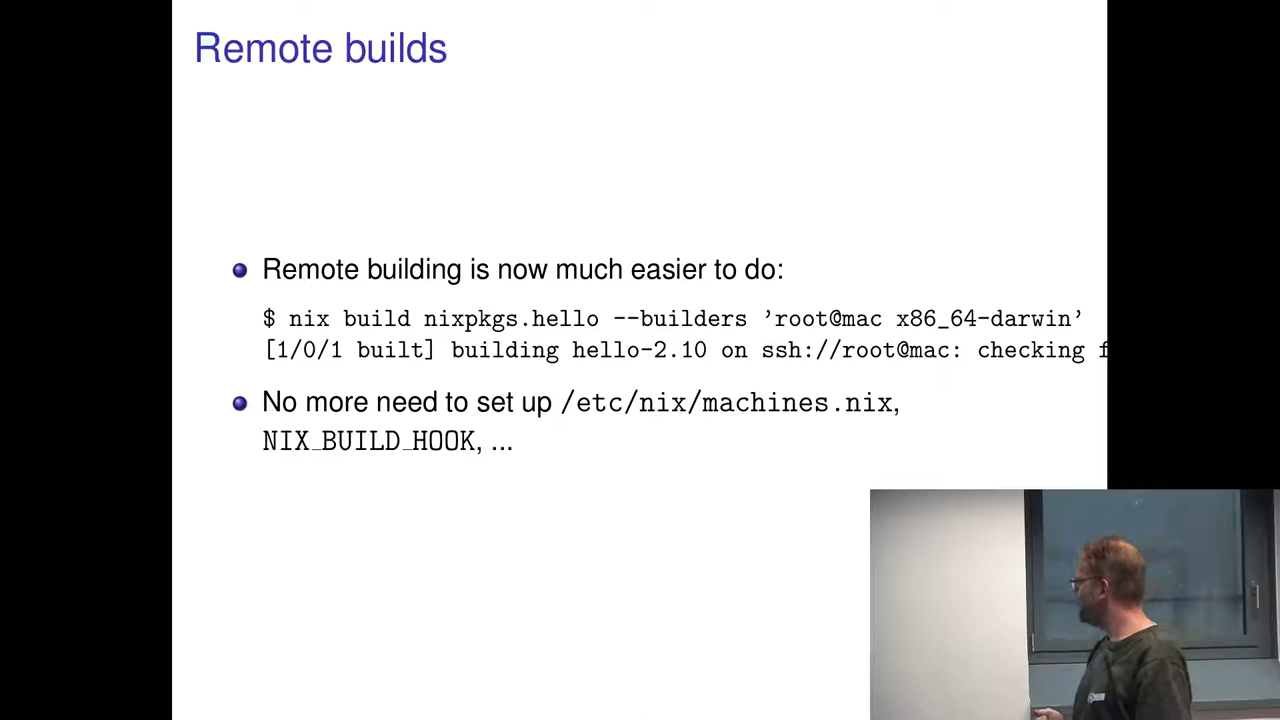 Remote builds
Remote building is now much easier to do:
$ nix build nixpkgs.hello --builders ’root@mac x86_64-darwin’
[1/0/1 built] building hello-2.10 on ssh://root@mac: checking f
No more need to set up /etc/nix/machines.nix,
NIX_BUILD_HOOK, ...